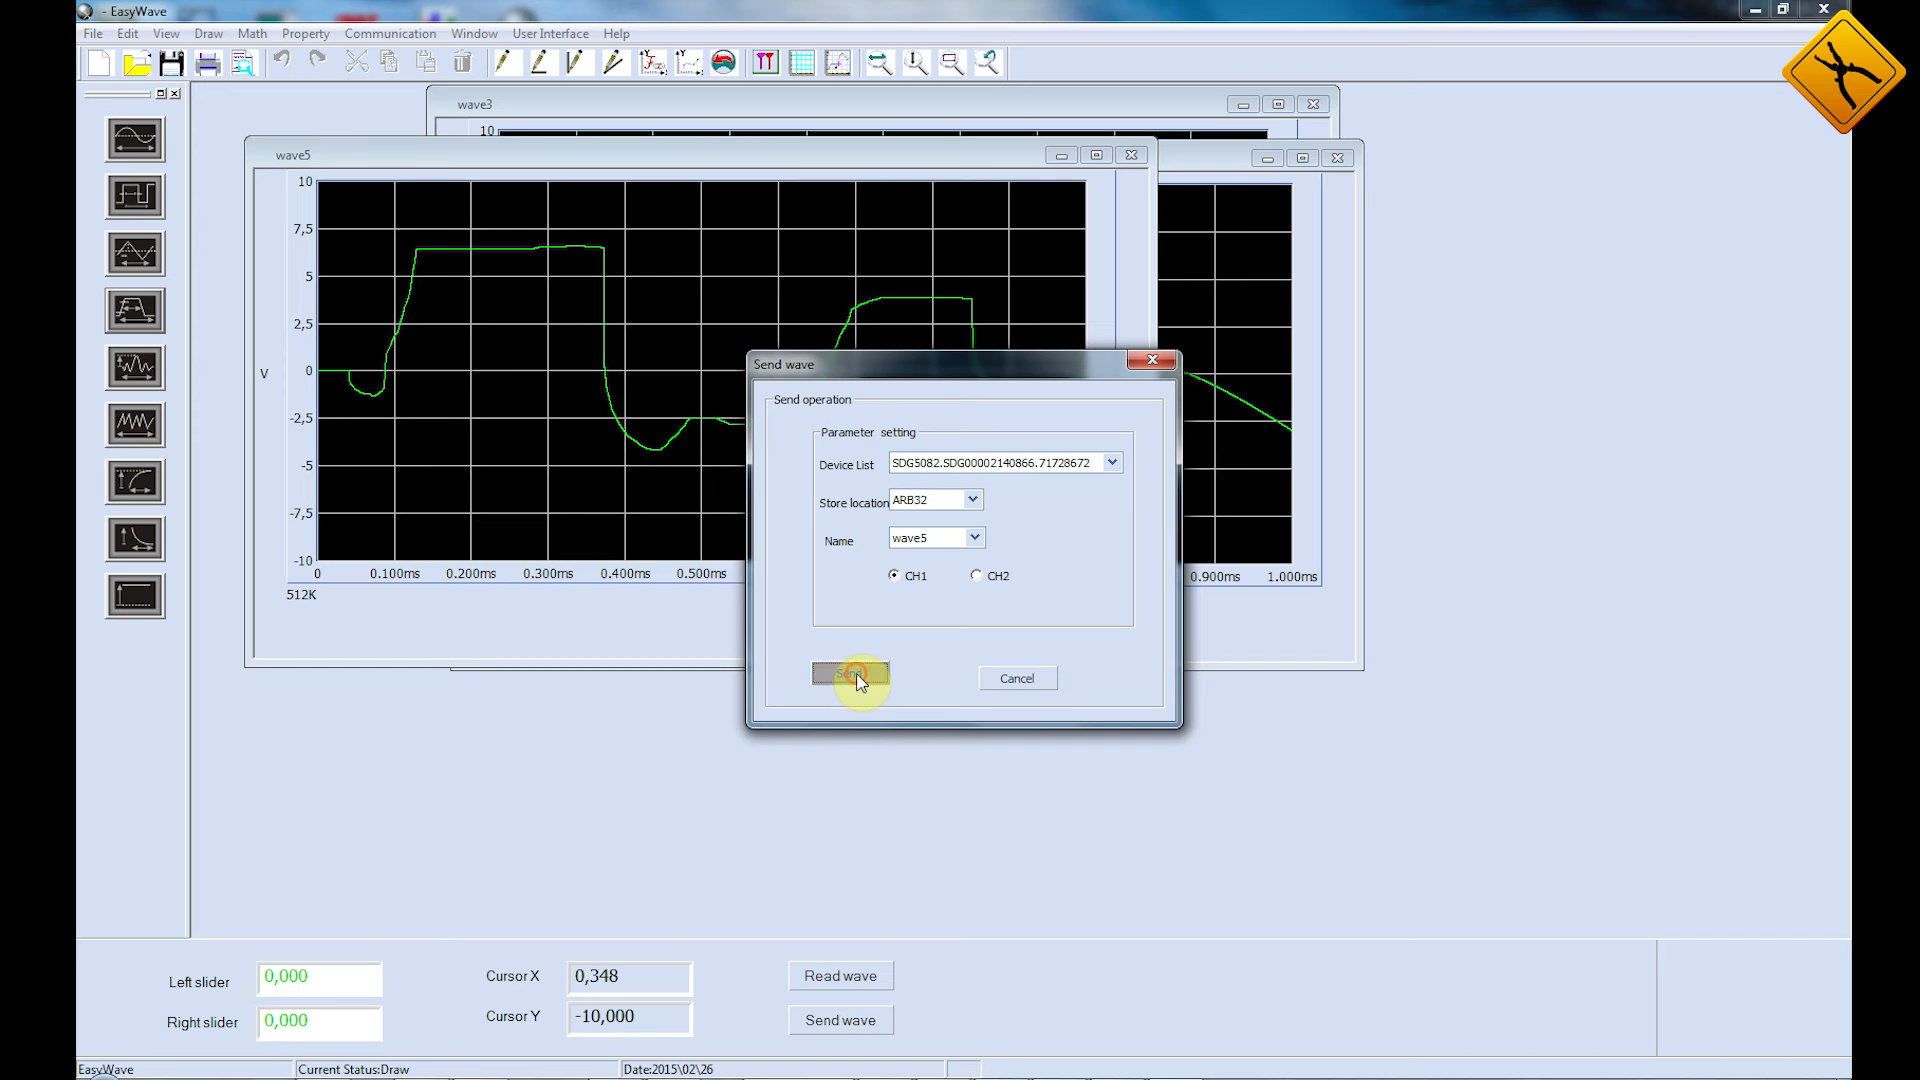 - EasyWave
File Edit View Draw Math Property Communication Window User Interface Help
wave3
10
wave5
10
7,5
5
2,5
V
0
-2,5
-5
-7,5
-10
0 0.100ms 0.200ms 0.300ms 0.400ms 0.500ms
0.900ms 1.000ms
512K
Send wave
Send operation
Parameter setting
Device List SDG5082.SDG00002140866.71728672
Store location ARB32
Name wave5
CH1 CH2
Send Cancel
Left slider 0,000 Cursor X 0,348 Read wave
Right slider 0,000 Cursor Y -10,000 Send wave
EasyWave Current Status:Draw Date:2015\02\26